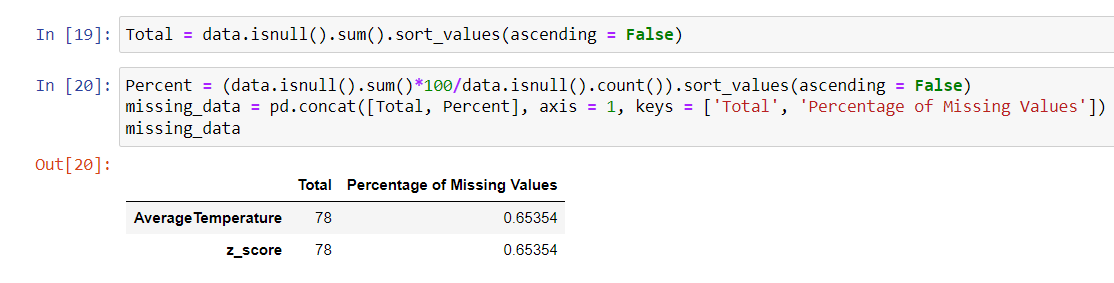 In [19]: Total = data.isnull().sum().sort_values(ascending = False)
In [20]: Percent = (data.isnull().sum()*100/data.isnull().count()).sort_values(ascending = False)
missing_data = pd.concat([Total, Percent], axis = 1, keys = ['Total', 'Percentage of Missing Values'])
missing_data
Out[20]:
Total Percentage of Missing Values
AverageTemperature 78 0.65354
z_score 78 0.65354